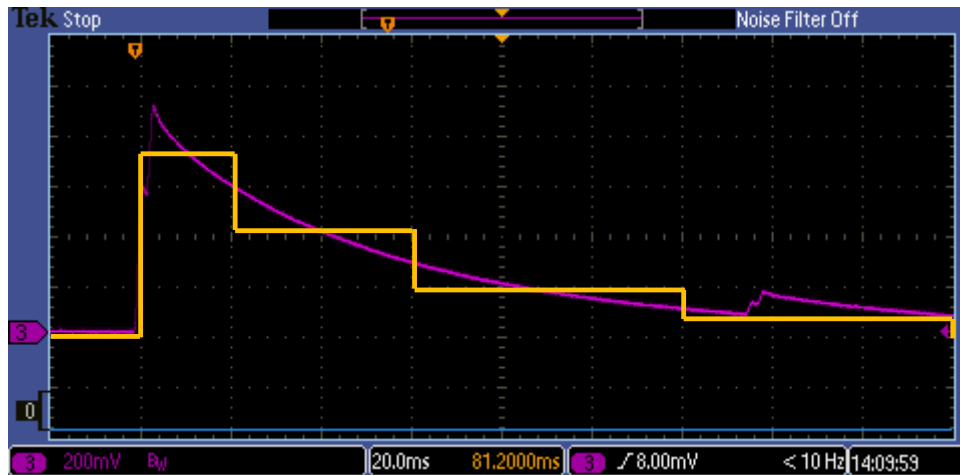 Tek Stop Noise Filter Off
T
T
3
0
3 200mV BW 20.0ms 81.2000ms 3 8.00mV < 10 Hz 14:09:59